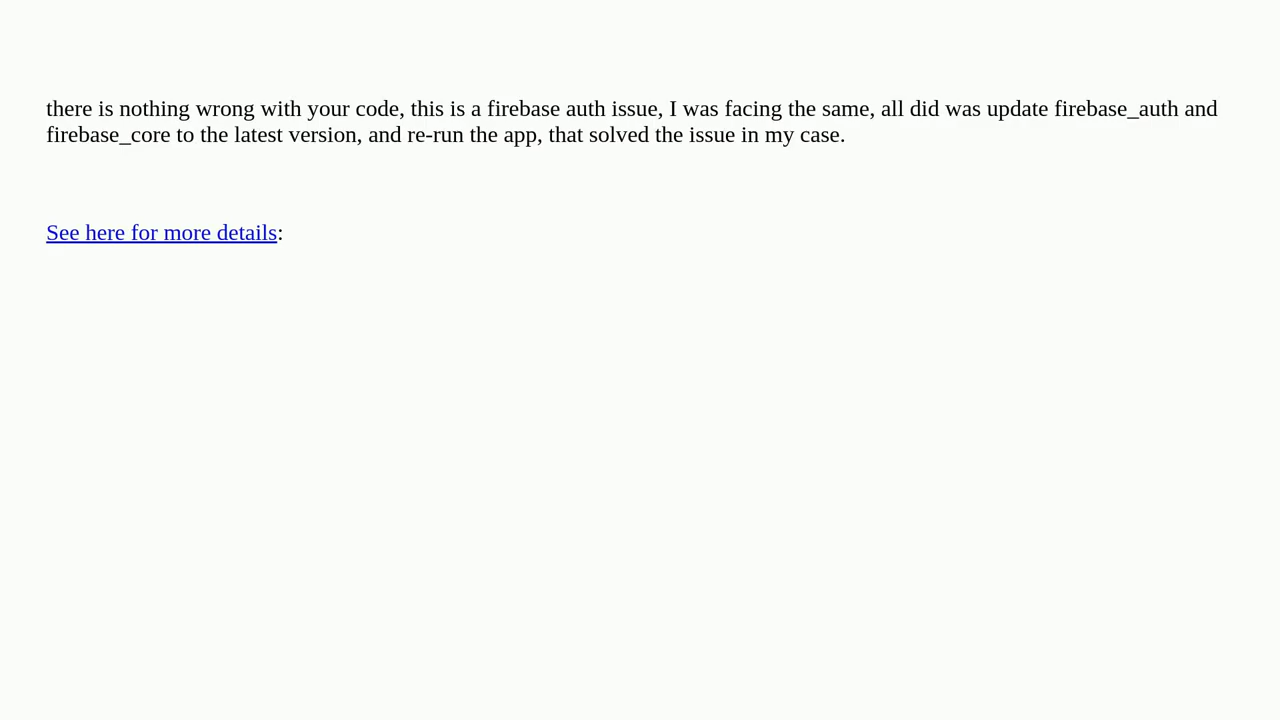 there is nothing wrong with your code, this is a firebase auth issue, I was facing the same, all did was update firebase_auth and
firebase_core to the latest version, and re-run the app, that solved the issue in my case.
See here for more details: